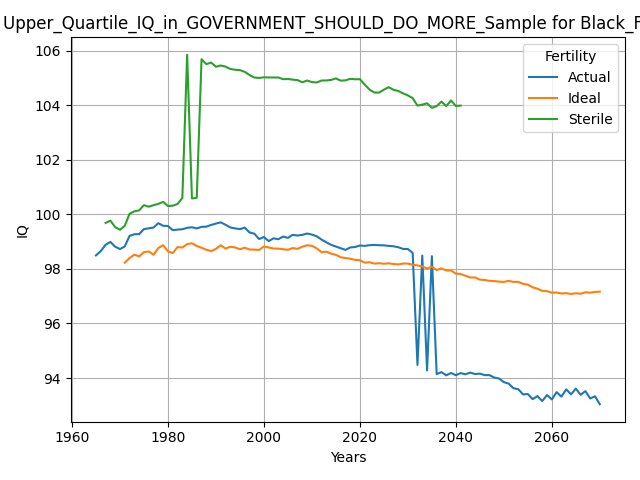 Upper_Quartile_IQ_in_GOVERNMENT_SHOULD_DO_MORE_Sample for Black_F
Fertility
Actual
Ideal
Sterile
IQ
106
104
102
100
98
96
94
1960
1980
2000
2020
2040
2060
Years